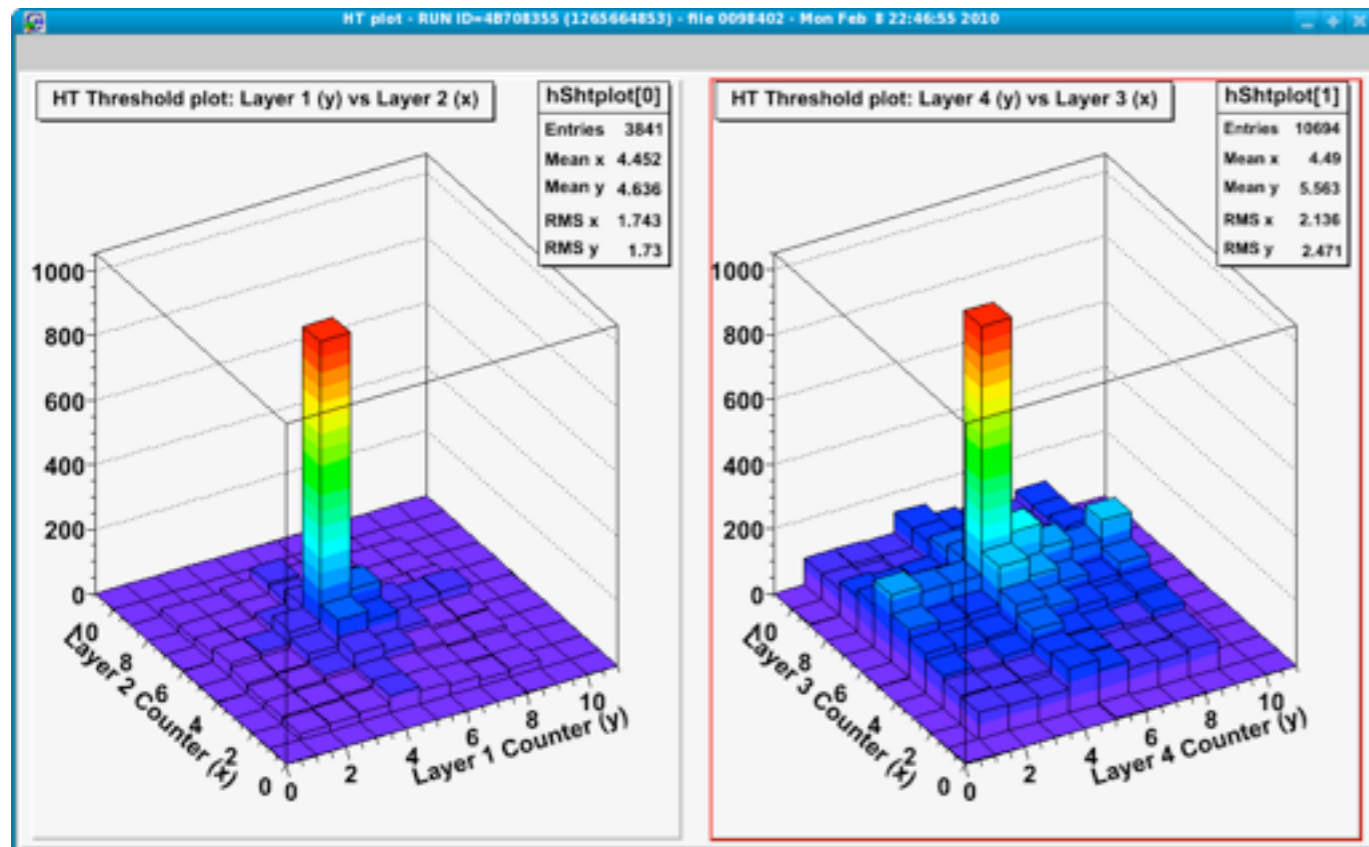 HT plot - RUN ID=4B708355 (1265664853) - file 0098402 - Mon Feb 8 22:46:55 2010
HT Threshold plot: Layer 1 (y) vs Layer 2 (x)
hShtplot[0]
Entries 3841
Mean x 4.452
Mean y 4.636
RMS x 1.743
RMS y 1.73
1000
800
600
400
200
0
10
8
6
4
2
0
Layer 2 Counter (x)
0
2
4
6
8
10
Layer 1 Counter (y)
HT Threshold plot: Layer 4 (y) vs Layer 3 (x)
hShtplot[1]
Entries 10694
Mean x 4.49
Mean y 5.563
RMS x 2.136
RMS y 2.471
1000
800
600
400
200
0
10
8
6
4
2
0
Layer 3 Counter (x)
0
2
4
6
8
10
Layer 4 Counter (y)